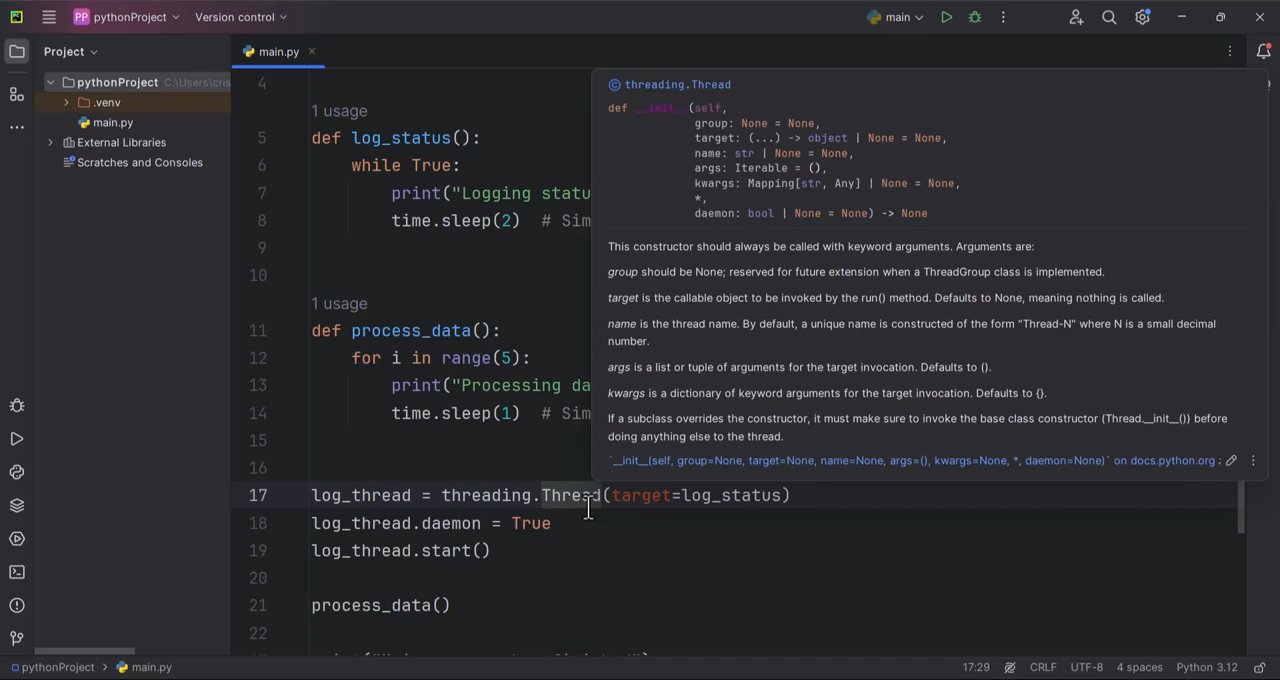 PP pythonProject
Version control
main
Project
main.py
pythonProject C:\Users\cris
.venv
main.py
External Libraries
Scratches and Consoles
4
1 usage
5 def log_status():
6 while True:
7 print("Logging statu
8 time.sleep(2) # Sim
9
10
1 usage
11 def process_data():
12 for i in range(5):
13 print("Processing da
14 time.sleep(1) # Sim
15
16
17 log_thread = threading.Thread(target=log_status)
18 log_thread.daemon = True
19 log_thread.start()
20
21 process_data()
22
© threading.Thread
def __init__(self,
group: None = None,
target: (...) -> object | None = None,
name: str | None = None,
args: Iterable = (),
kwargs: Mapping[str, Any] | None = None,
*,
daemon: bool | None = None) -> None
This constructor should always be called with keyword arguments. Arguments are:
group should be None; reserved for future extension when a ThreadGroup class is implemented.
target is the callable object to be invoked by the run() method. Defaults to None, meaning nothing is called.
name is the thread name. By default, a unique name is constructed of the form "Thread-N" where N is a small decimal
number.
args is a list or tuple of arguments for the target invocation. Defaults to ().
kwargs is a dictionary of keyword arguments for the target invocation. Defaults to {}.
If a subclass overrides the constructor, it must make sure to invoke the base class constructor (Thread.__init__()) before
doing anything else to the thread.
`__init__(self, group=None, target=None, name=None, args=(), kwargs=None, *, daemon=None)` on docs.python.org
pythonProject > main.py
17:29 CRLF UTF-8 4 spaces Python 3.12